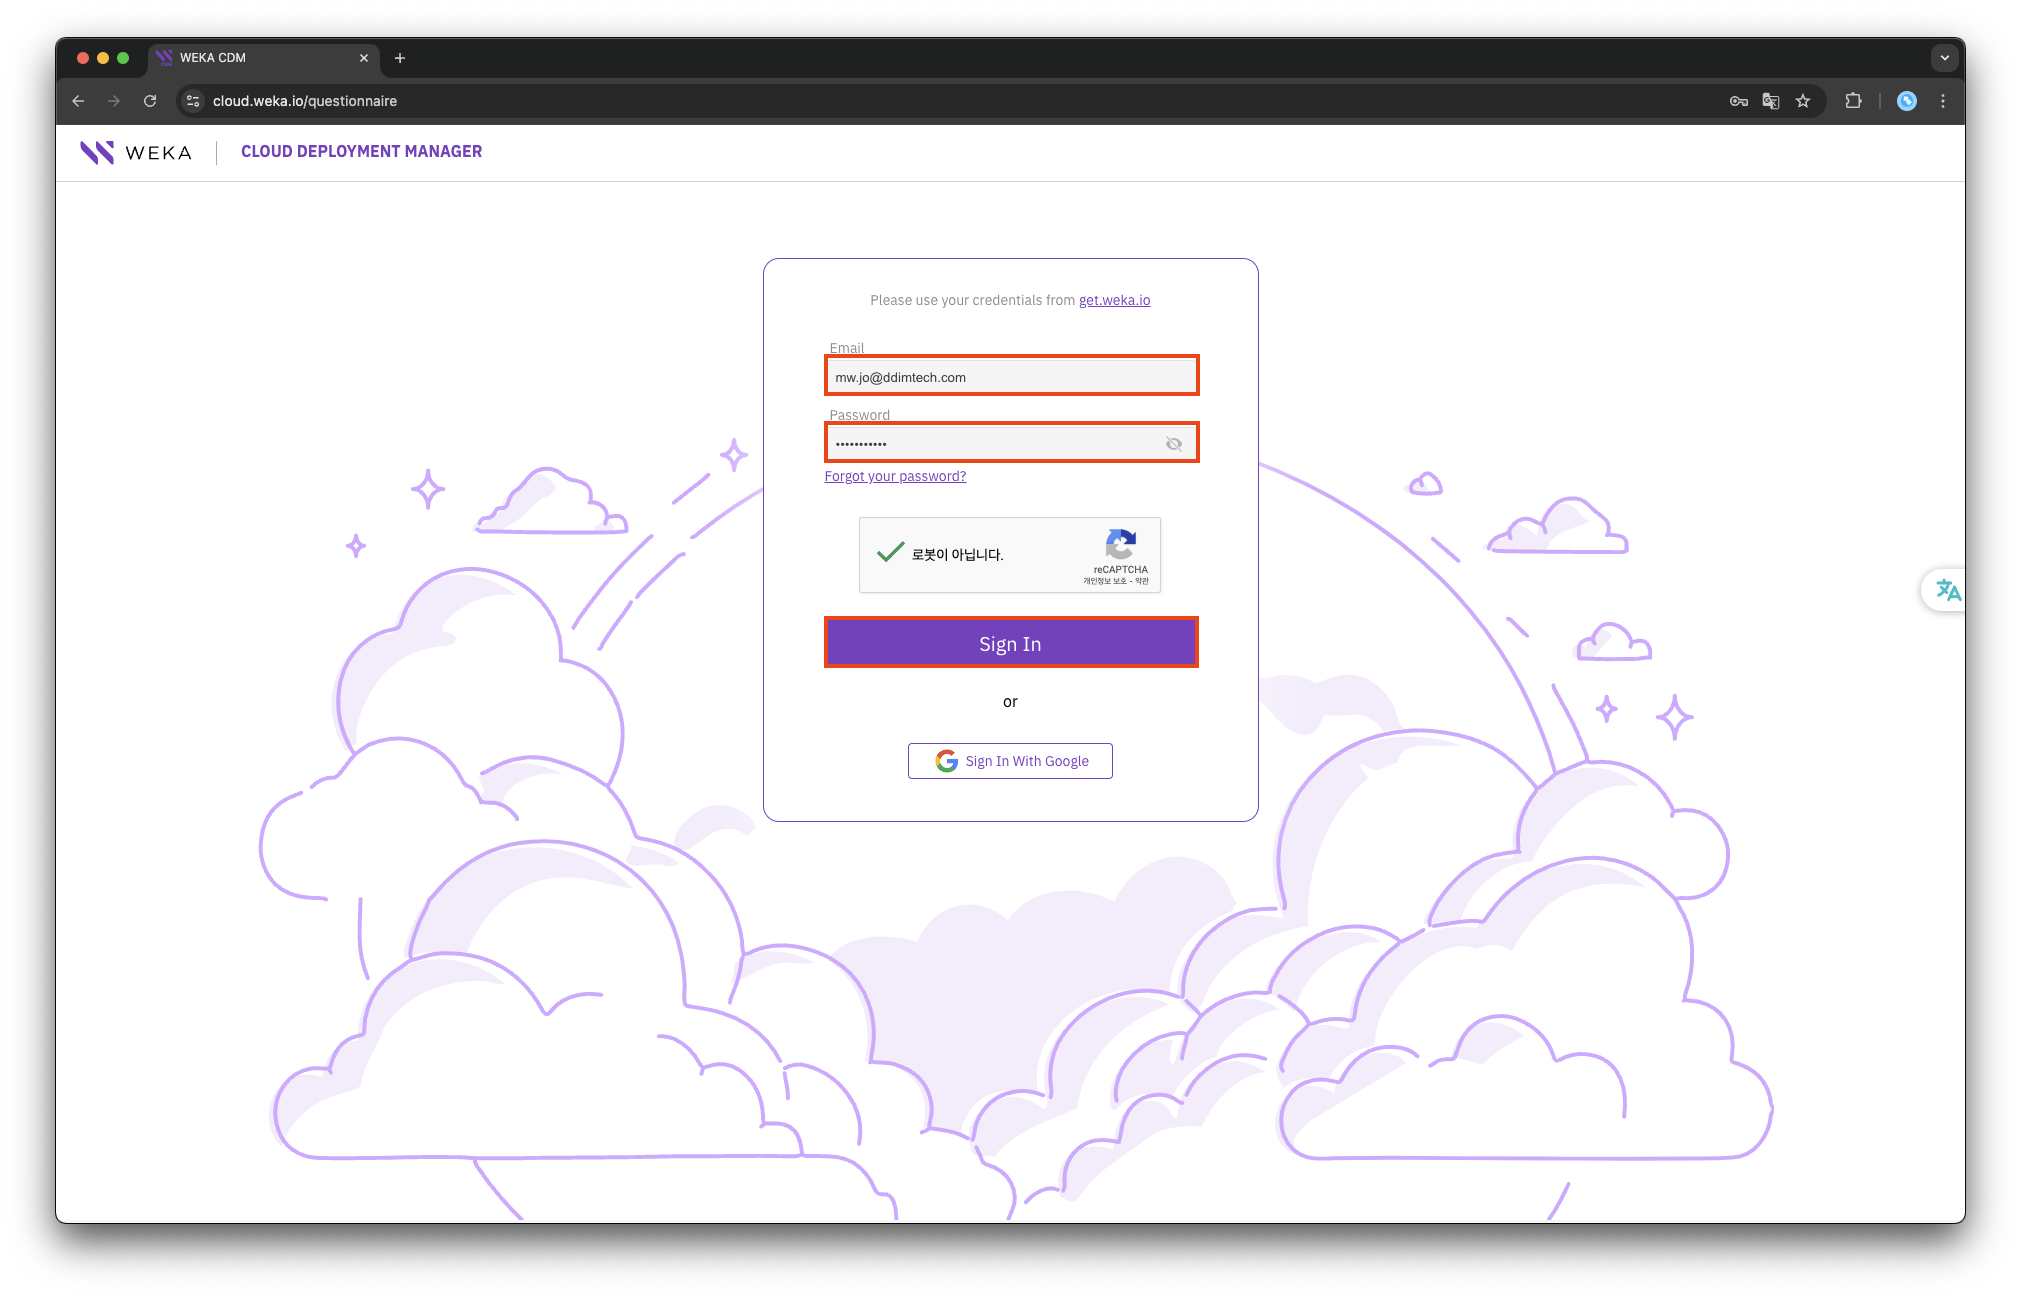 WEKA CDM
cloud.weka.io/questionnaire
WEKA
CLOUD DEPLOYMENT MANAGER
Please use your credentials from get.weka.io
Email
mw.jo@ddimtech.com
Password
•••••••••••
Forgot your password?
로봇이 아닙니다.
reCAPTCHA
개인정보 보호 - 약관
Sign In
or
Sign In With Google